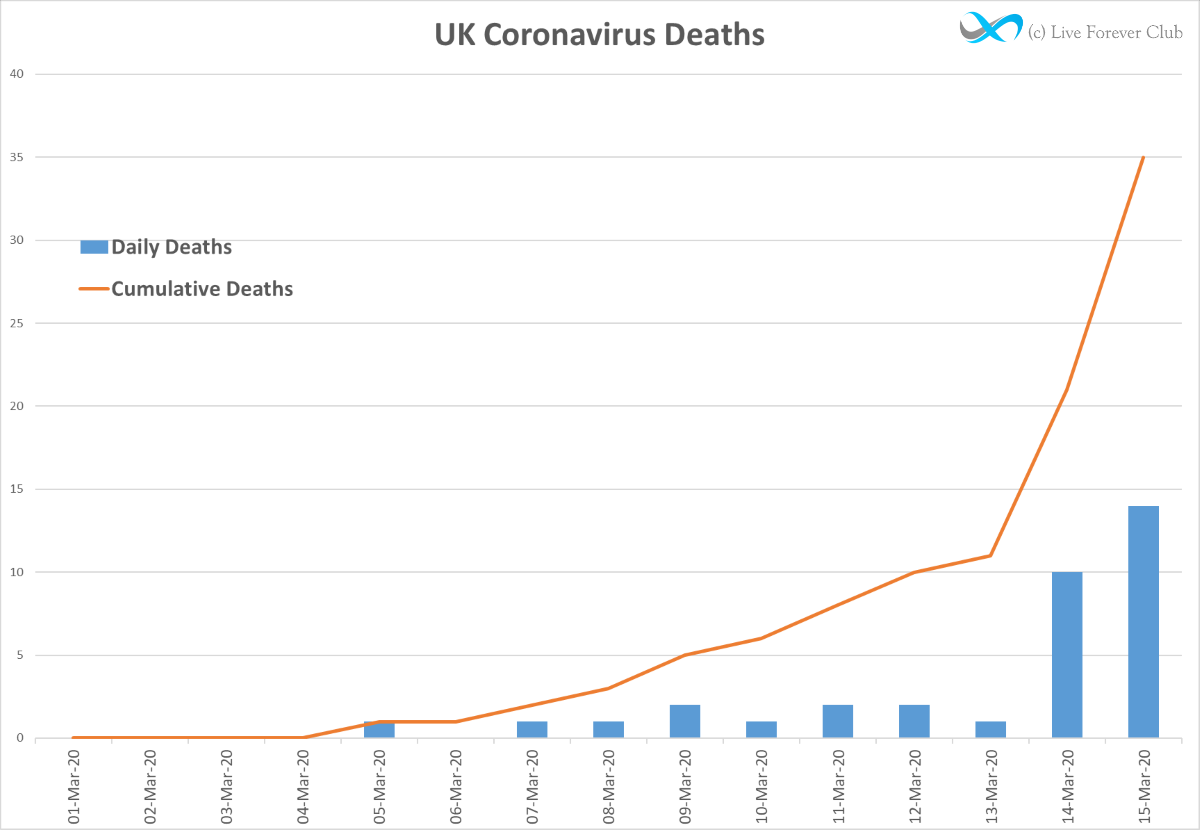 UK Coronavirus Deaths
(c) Live Forever Club
40
35
30
25
20
15
10
5
0
Daily Deaths
Cumulative Deaths
01-Mar-20
02-Mar-20
03-Mar-20
04-Mar-20
05-Mar-20
06-Mar-20
07-Mar-20
08-Mar-20
09-Mar-20
10-Mar-20
11-Mar-20
12-Mar-20
13-Mar-20
14-Mar-20
15-Mar-20